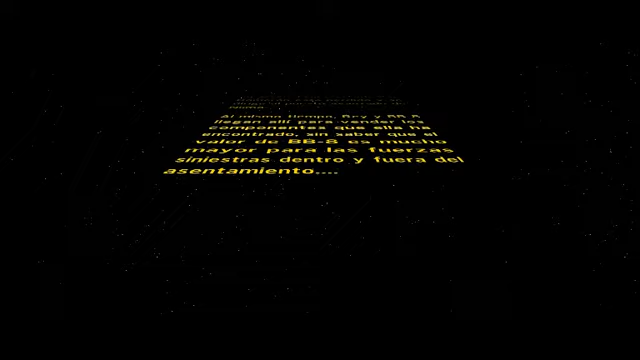 Al mismo tiempo, Rey y BB-8
llegan allí para vender los
componentes que ella ha
encontrado, sin saber que el
valor de BB-8 es mucho
mayor para las fuerzas
siniestras dentro y fuera del
asentamiento....